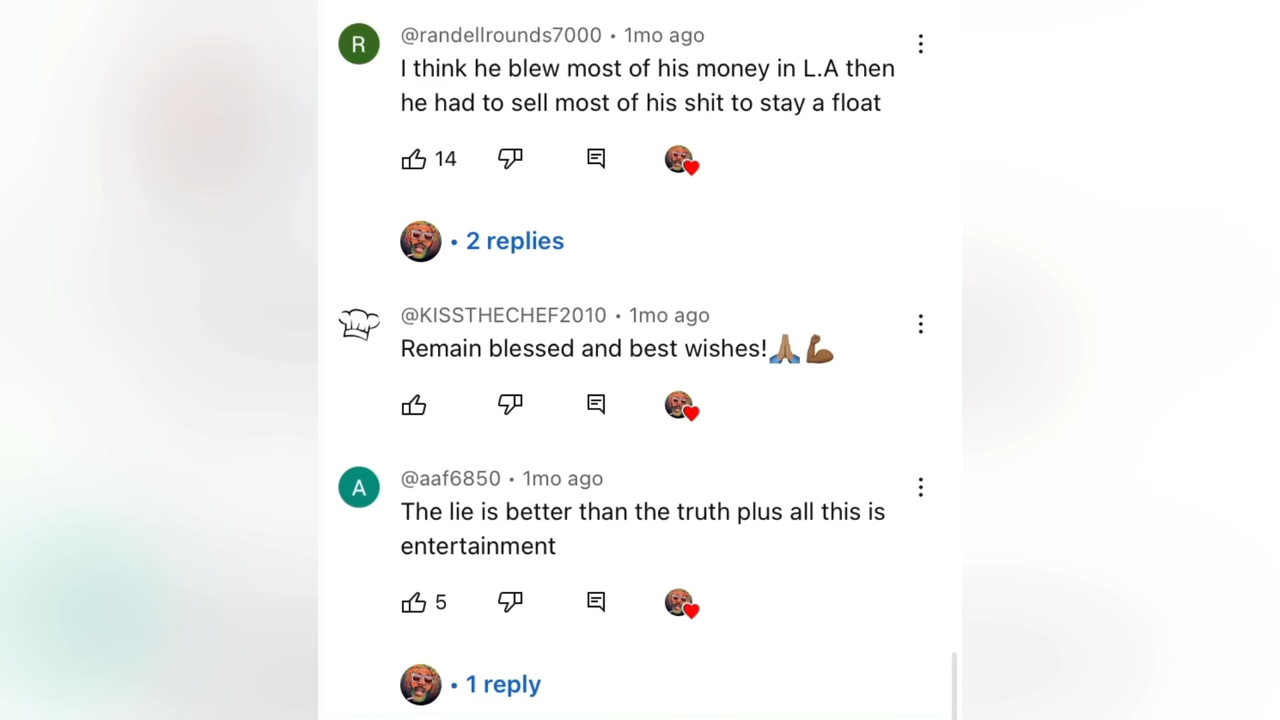 R
@randellrounds7000 • 1mo ago
I think he blew most of his money in L.A then
he had to sell most of his shit to stay a float
14
• 2 replies
@KISSTHECHEF2010 • 1mo ago
Remain blessed and best wishes!🙏🏽💪🏾
A
@aaf6850 • 1mo ago
The lie is better than the truth plus all this is
entertainment
5
• 1 reply